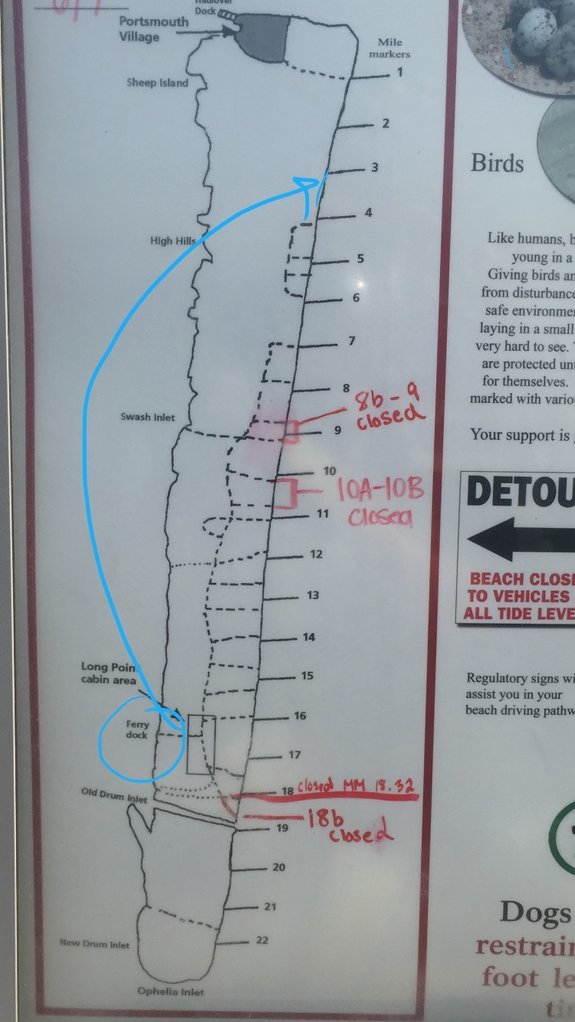 6/7
Dock
Portsmouth
Village
Mile
markers
1
Sheep Island
2
3
4
High Hills
5
6
7
8
8b-9
closed
Swash Inlet
9
10
10A-10B
Closed
11
12
13
14
Long Point
cabin area
15
16
Ferry
dock
17
Old Drum Inlet
18 closed MM 18.32
18b
closed
19
20
21
New Drum Inlet
22
Ophelia Inlet
Birds
Like humans, b
young in a
Giving birds an
from disturbance
safe environmen
laying in a small
very hard to see.
are protected unt
for themselves.
marked with vario
Your support is
DETOU
BEACH CLOSE
TO VEHICLES
ALL TIDE LEVE
Regulatory signs wi
assist you in your
beach driving pathw
Dogs
restrain
foot le
ti